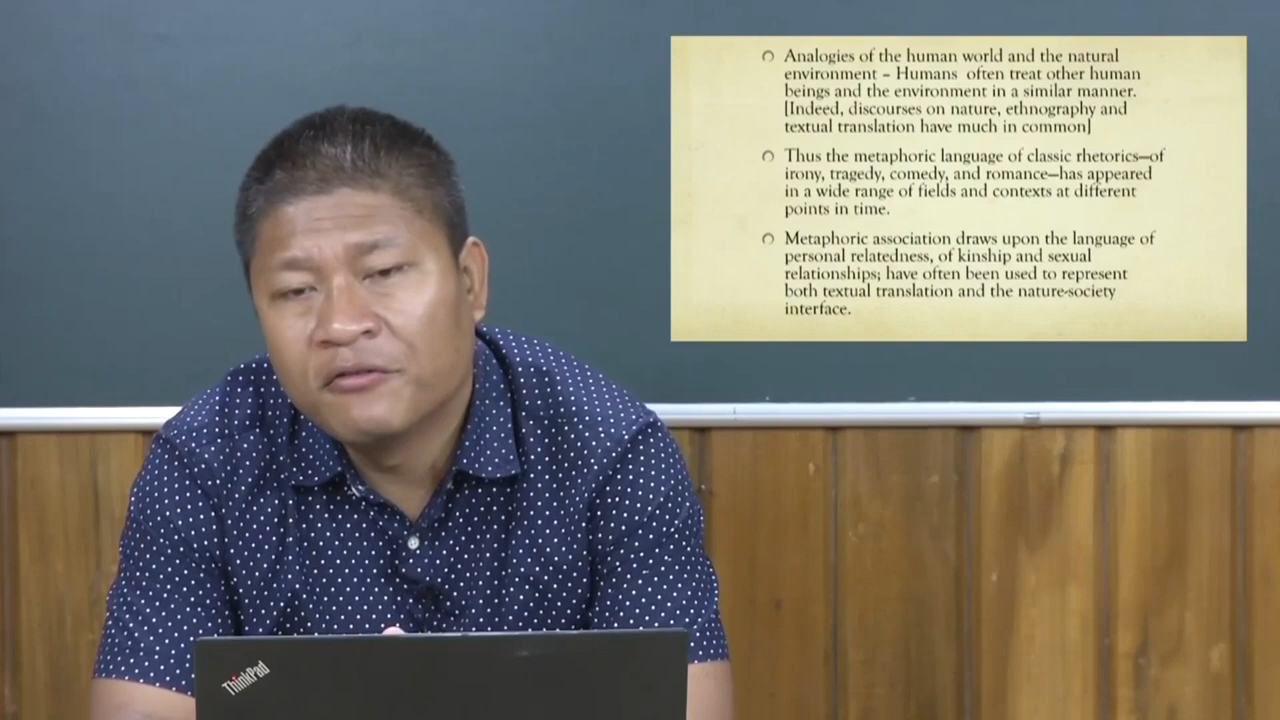 Analogies of the human world and the natural
environment – Humans often treat other human
beings and the environment in a similar manner.
[Indeed, discourses on nature, ethnography and
textual translation have much in common]
Thus the metaphoric language of classic rhetorics—of
irony, tragedy, comedy, and romance—has appeared
in a wide range of fields and contexts at different
points in time.
Metaphoric association draws upon the language of
personal relatedness, of kinship and sexual
relationships; have often been used to represent
both textual translation and the nature-society
interface.
ThinkPad